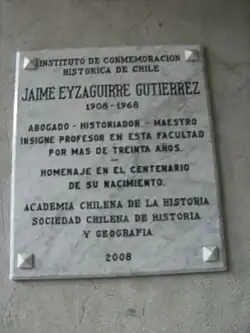 INSTITUTO DE CONMEMORACION
HISTORICA DE CHILE
JAIME EYZAGUIRRE GUTIERREZ
1908 - 1968
ABOGADO - HISTORIADOR - MAESTRO
INSIGNE PROFESOR EN ESTA FACULTAD
POR MAS DE TREINTA AÑOS.
—
HOMENAJE EN EL CENTENARIO
DE SU NACIMIENTO.
ACADEMIA CHILENA DE LA HISTORIA
SOCIEDAD CHILENA DE HISTORIA
Y GEOGRAFIA
2008